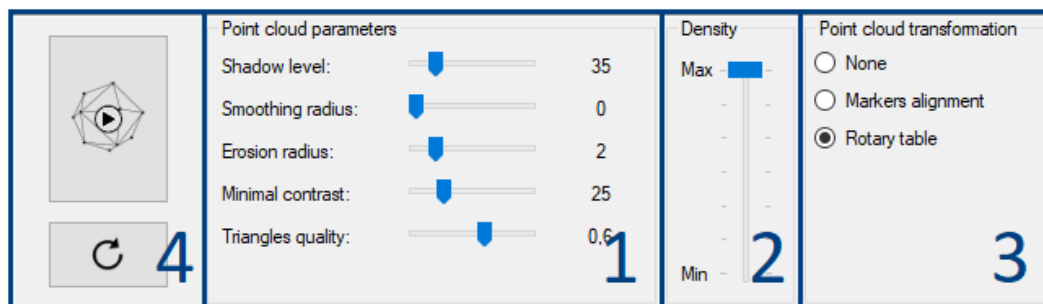 Point cloud parameters
Shadow level: 35
Smoothing radius: 0
Erosion radius: 2
Minimal contrast: 25
Triangles quality: 0,6
1
Density
Max
Min
2
Point cloud transformation
None
Markers alignment
Rotary table
3
4